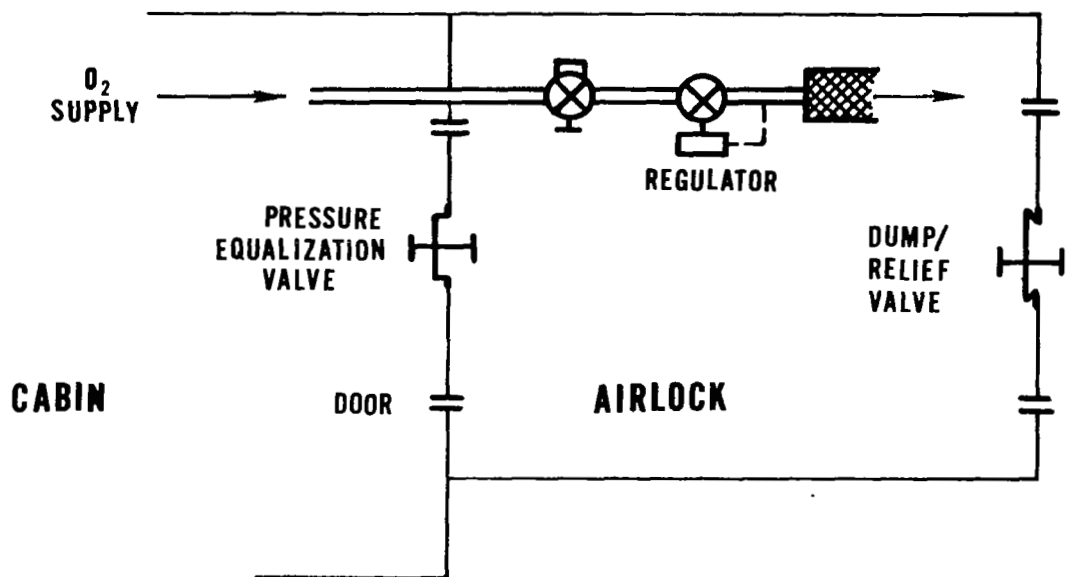 O₂
SUPPLY
REGULATOR
PRESSURE
EQUALIZATION
VALVE
DUMP/
RELIEF
VALVE
CABIN
DOOR
AIRLOCK